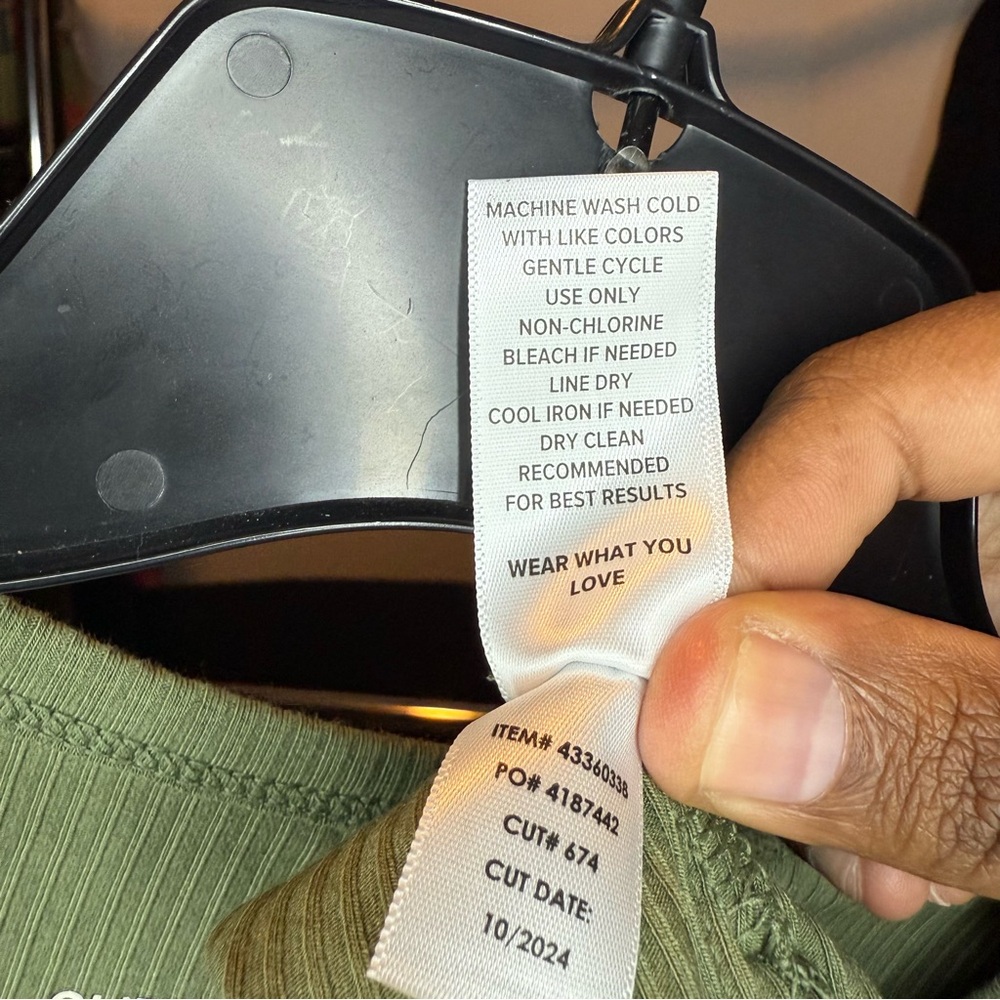 MACHINE WASH COLD
WITH LIKE COLORS
GENTLE CYCLE
USE ONLY
NON-CHLORINE
BLEACH IF NEEDED
LINE DRY
COOL IRON IF NEEDED
DRY CLEAN
RECOMMENDED
FOR BEST RESULTS
WEAR WHAT YOU
LOVE
ITEM# 43360338
PO# 4187442
CUT# 674
CUT DATE:
10/2024